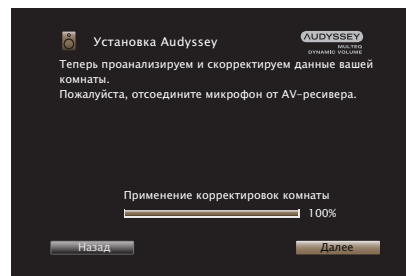 Установка Audyssey
AUDYSSEY
MULTEQ
DYNAMIC VOLUME
Теперь проанализируем и скорректируем данные вашей
комнаты.
Пожалуйста, отсоедините микрофон от AV-ресивера.
Применение корректировок комнаты
100%
Назад
Далее